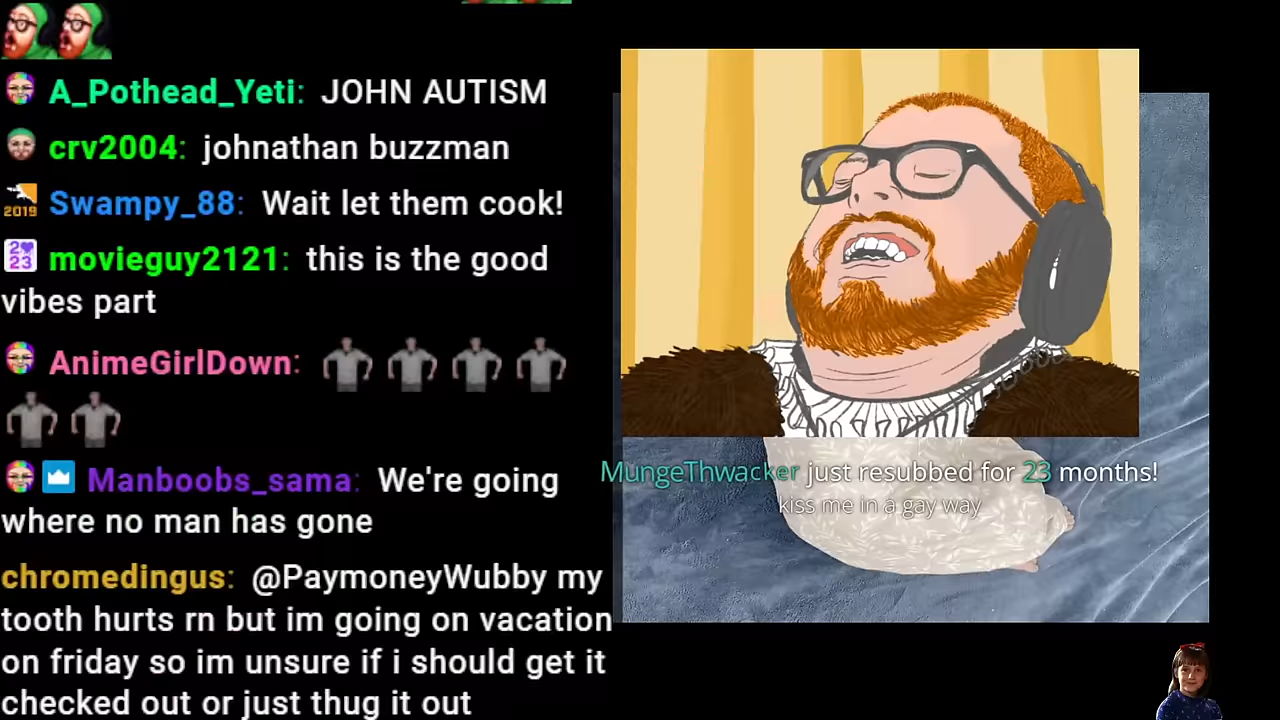 A_Pothead_Yeti: JOHN AUTISM
crv2004: johnathan buzzman
2019 Swampy_88: Wait let them cook!
2023 movieguy2121: this is the good
vibes part
AnimeGirlDown:
Manboobs_sama: We're going
where no man has gone
chromedingus: @PaymoneyWubby my
tooth hurts rn but im going on vacation
on friday so im unsure if i should get it
checked out or just thug it out
MungeThwacker just resubbed for 23 months!
kiss me in a gay way